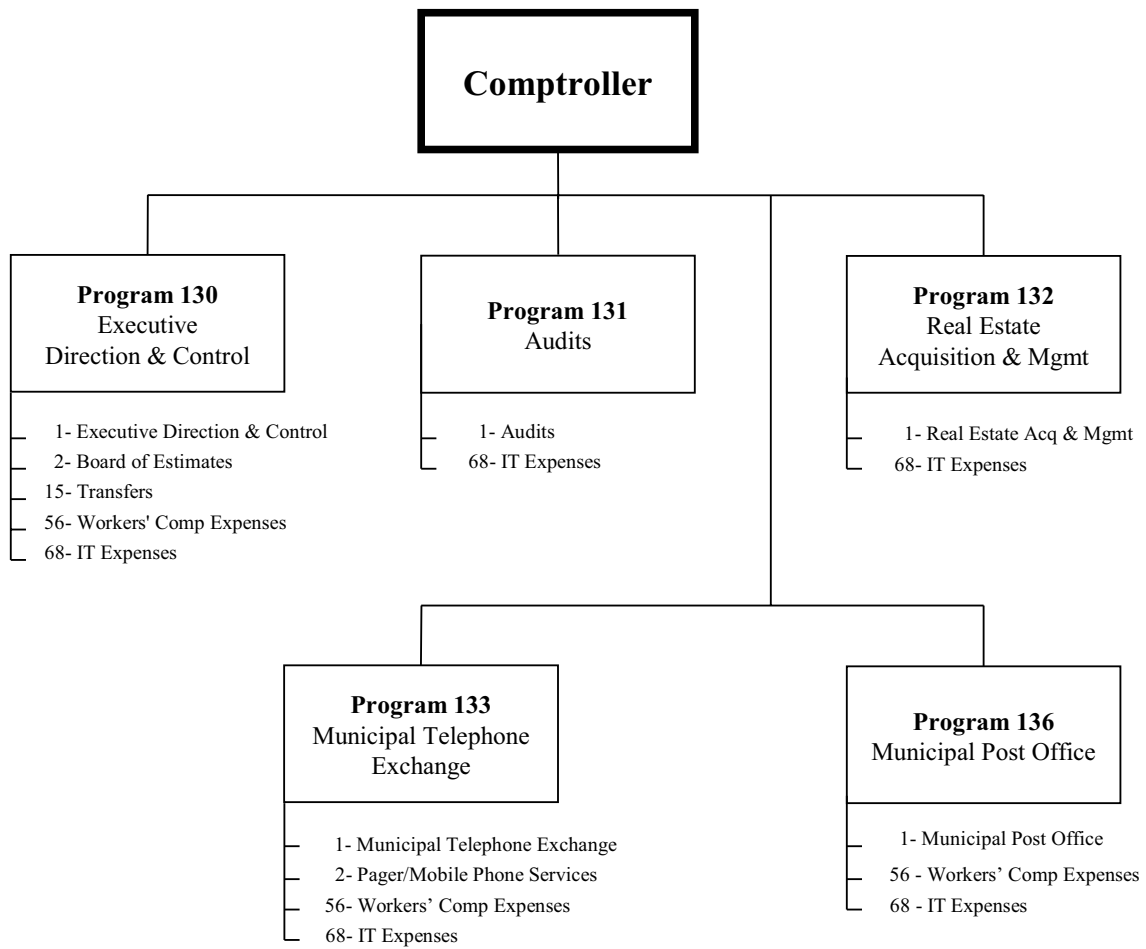 Comptroller
Program 130
Executive
Direction & Control
1- Executive Direction & Control
2- Board of Estimates
15- Transfers
56- Workers' Comp Expenses
68- IT Expenses
Program 131
Audits
1- Audits
68- IT Expenses
Program 132
Real Estate
Acquisition & Mgmt
1- Real Estate Acq & Mgmt
68- IT Expenses
Program 133
Municipal Telephone
Exchange
1- Municipal Telephone Exchange
2- Pager/Mobile Phone Services
56- Workers’ Comp Expenses
68- IT Expenses
Program 136
Municipal Post Office
1- Municipal Post Office
56 - Workers’ Comp Expenses
68 - IT Expenses